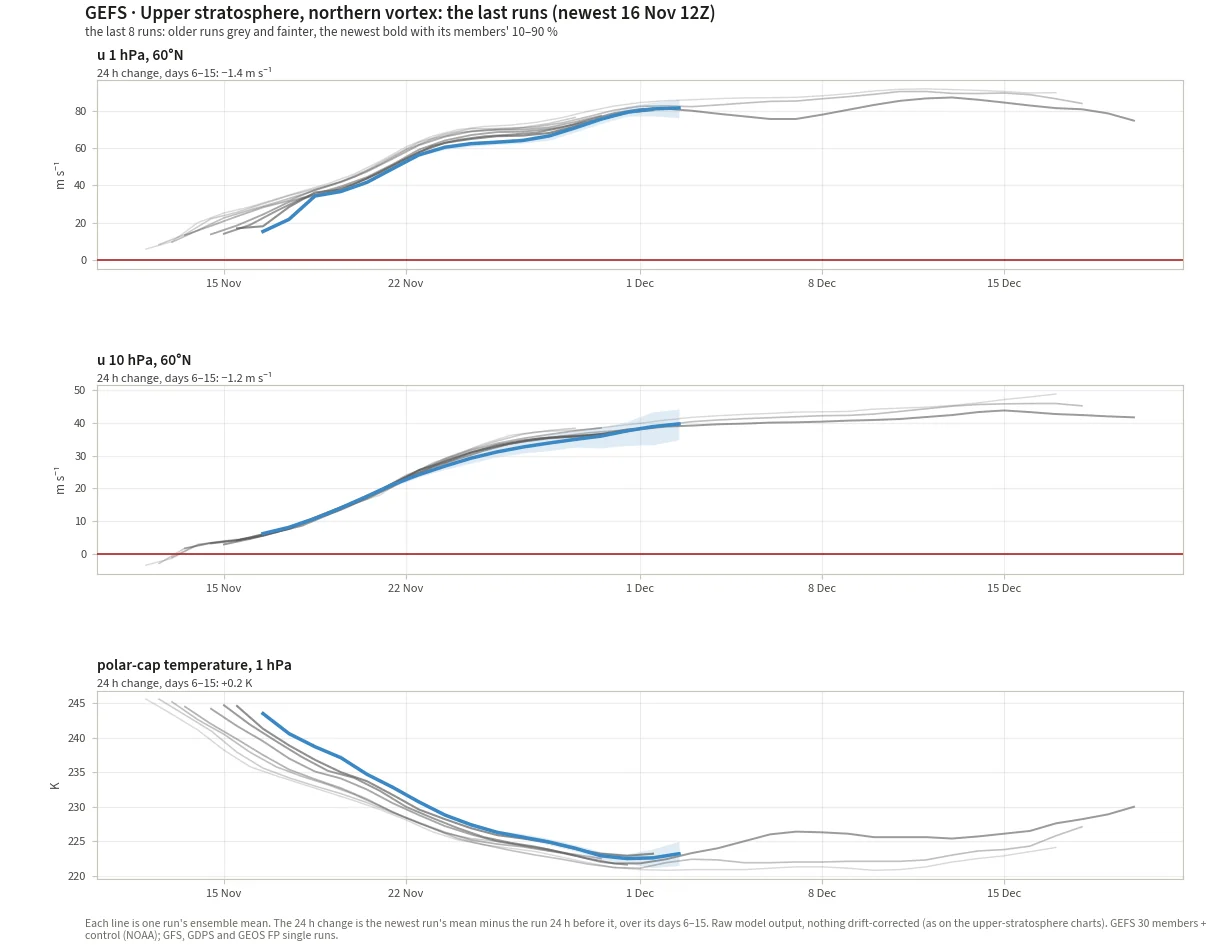 GEFS · Upper stratosphere, northern vortex: the last runs (newest 16 Nov 12Z)
the last 8 runs: older runs grey and fainter, the newest bold with its members' 10–90 %
u 1 hPa, 60°N
24 h change, days 6–15: −1.4 m s⁻¹
80
60
40
20
0
m s⁻¹
15 Nov 22 Nov 1 Dec 8 Dec 15 Dec
u 10 hPa, 60°N
24 h change, days 6–15: −1.2 m s⁻¹
50
40
30
20
10
0
m s⁻¹
15 Nov 22 Nov 1 Dec 8 Dec 15 Dec
polar-cap temperature, 1 hPa
24 h change, days 6–15: +0.2 K
245
240
235
230
225
220
K
15 Nov 22 Nov 1 Dec 8 Dec 15 Dec
Each line is one run's ensemble mean. The 24 h change is the newest run's mean minus the run 24 h before it, over its days 6–15. Raw model output, nothing drift-corrected (as on the upper-stratosphere charts). GEFS 30 members +
control (NOAA); GFS, GDPS and GEOS FP single runs.